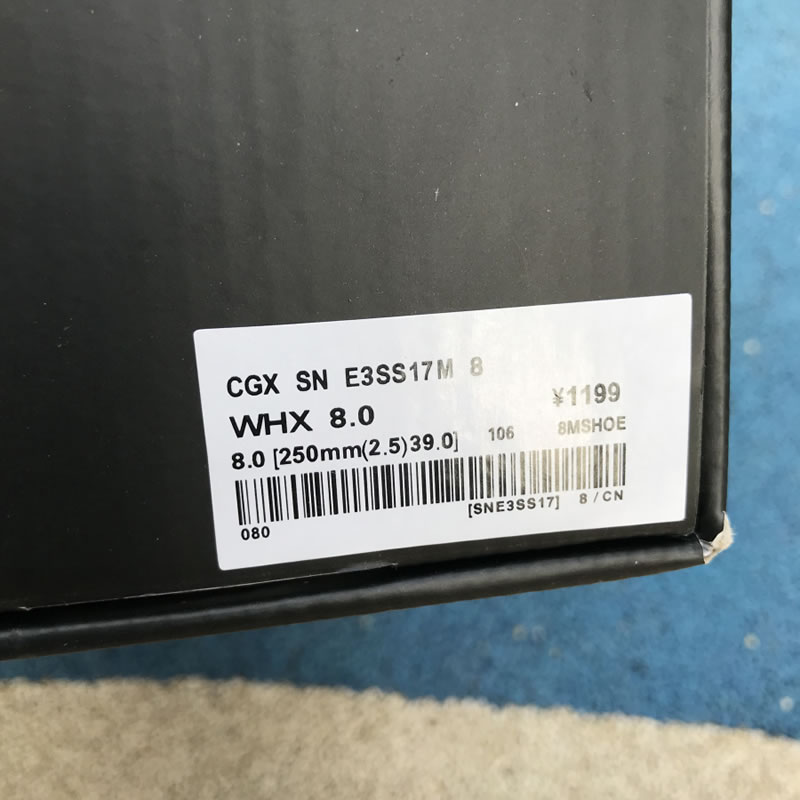 CGX SN E3SS17M 8
¥1199
WHX 8.0
8.0 [250mm(2.5)39.0] 106 8MSHOE
[SNE3SS17] 8/CN
080